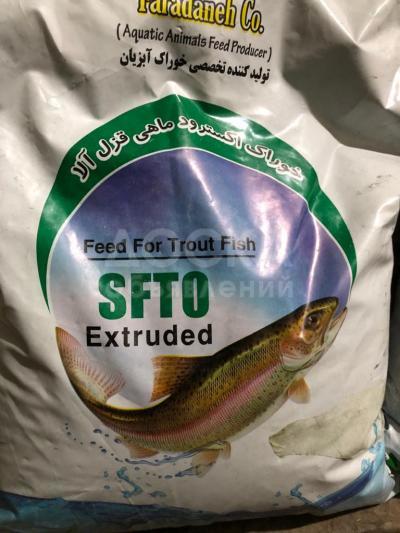 Faradaneh Co.
( Aquatic Animals Feed Producer )
تولید کننده تخصصی خوراک آبزیان
خوراک اکسترود ماهی قزل آلا
Feed For Trout Fish
SFTO
Extruded
объявлений